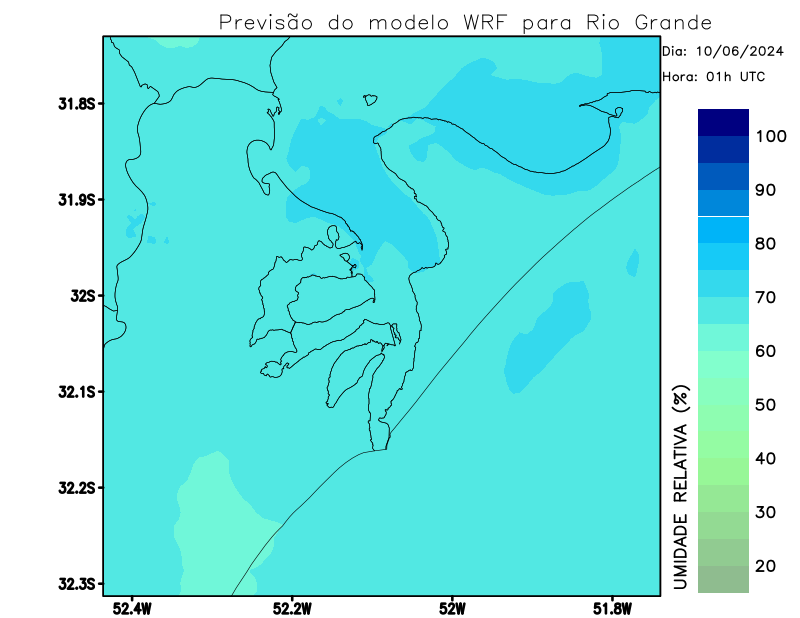 Previsão do modelo WRF para Rio Grande
Dia: 10/06/2024
Hora: 01h UTC
31.8S
31.9S
32S
32.1S
32.2S
32.3S
52.4W
52.2W
52W
51.8W
100
90
80
70
60
50
40
30
20
UMIDADE RELATIVA (%)